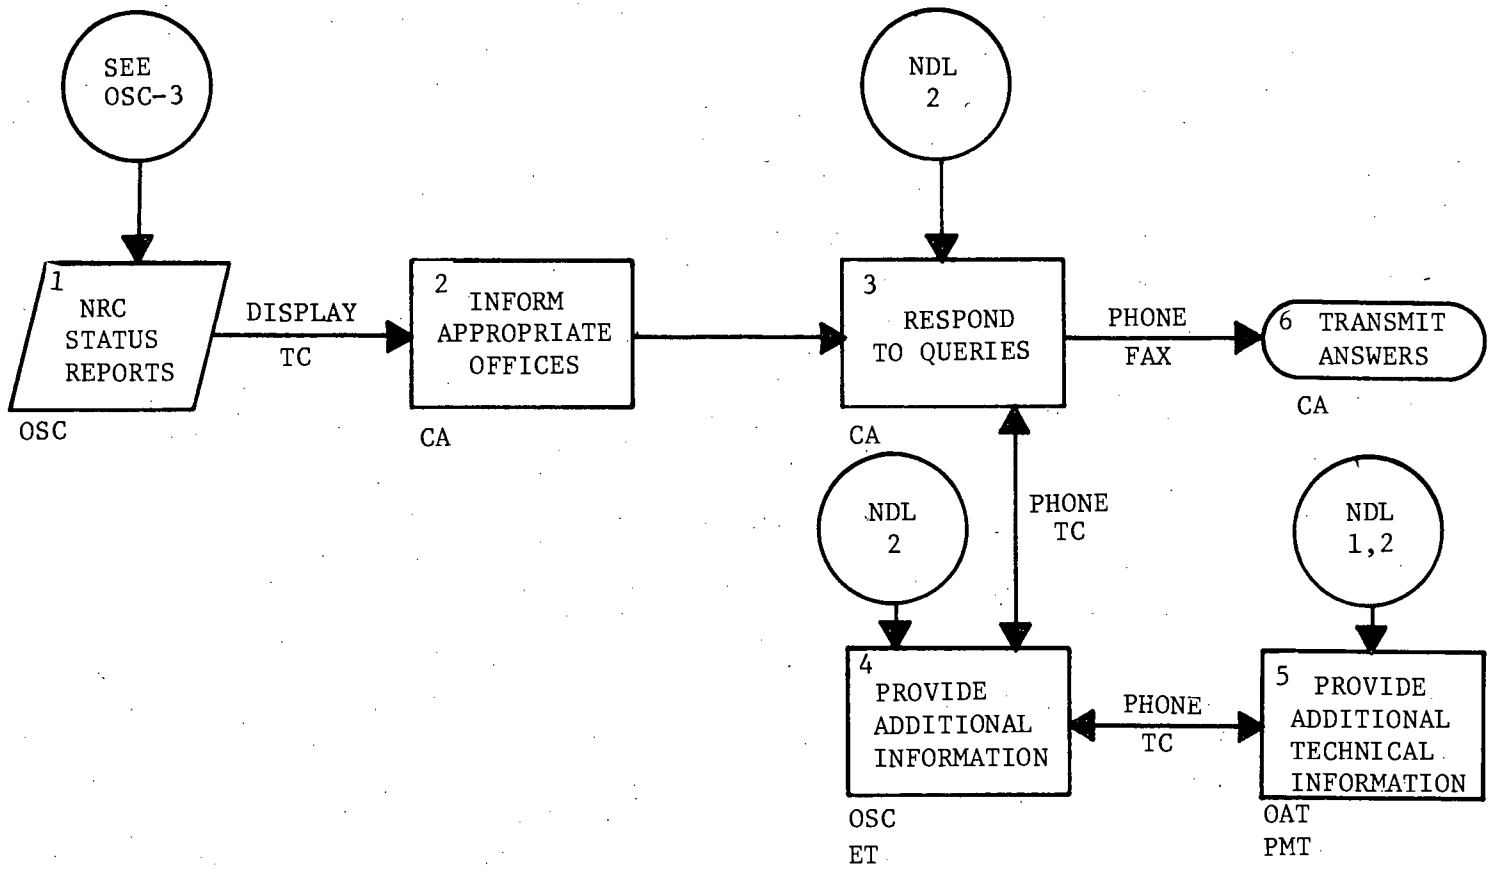 SEE
OSC-3
NDL
2
1
NRC
STATUS
REPORTS
OSC
DISPLAY
TC
2
INFORM
APPROPRIATE
OFFICES
CA
3
RESPOND
TO QUERIES
CA
PHONE
FAX
6 TRANSMIT
ANSWERS
CA
PHONE
TC
NDL
2
NDL
1,2
4
PROVIDE
ADDITIONAL
INFORMATION
OSC
ET
PHONE
TC
5 PROVIDE
ADDITIONAL
TECHNICAL
INFORMATION
OAT
PMT